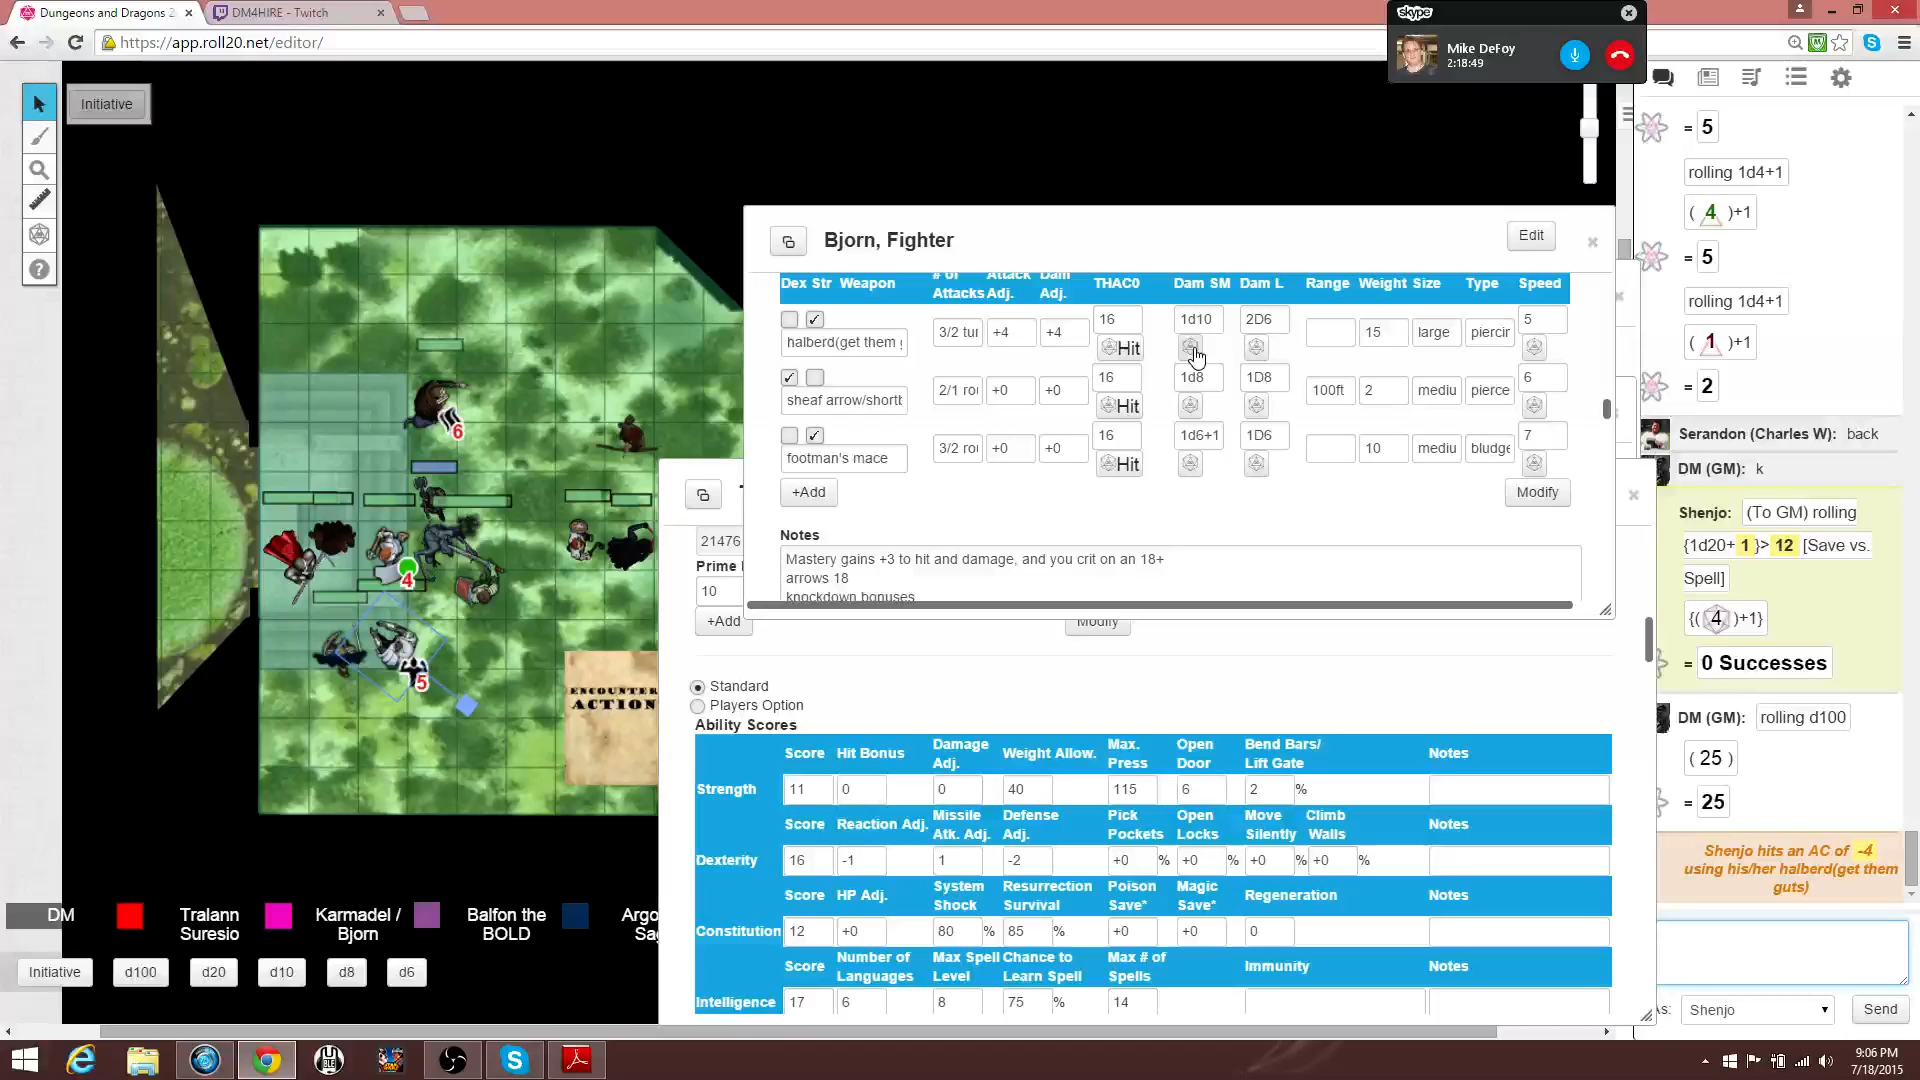 Dungeons and Dragons 2
DM4HIRE - Twitch
https://app.roll20.net/editor/
skype
Mike DeFoy
2:18:49
Initiative
6
4
5
ENCOUNTER
ACTION
Bjorn, Fighter
Edit
Dex Str Weapon
# of Attacks
Attack Adj.
Dam Adj.
THAC0
Dam SM
Dam L
Range
Weight
Size
Type
Speed
halberd(get them g
3/2 tur
+4
+4
16
Hit
1d10
2D6
15
large
piercin
5
sheaf arrow/shortb
2/1 rou
+0
+0
16
Hit
1d8
1D8
100ft
2
mediu
pierce
6
footman's mace
3/2 rou
+0
+0
16
Hit
1d6+1
1D6
10
mediu
bludge
7
+Add
Modify
Notes
Mastery gains +3 to hit and damage, and you crit on an 18+
arrows 18
knockdown bonuses
21476
Prime
10
+Add
Modify
Standard
Players Option
Ability Scores
Score Hit Bonus Damage Adj. Weight Allow. Max. Press Open Door Bend Bars/ Lift Gate Notes
Strength 11 0 0 40 115 6 2 %
Score Reaction Adj. Missile Atk. Adj. Defense Adj. Pick Pockets Open Locks Move Silently Climb Walls Notes
Dexterity 16 -1 1 -2 +0 % +0 % +0 % +0 %
Score HP Adj. System Shock Resurrection Survival Poison Save* Magic Save* Regeneration Notes
Constitution 12 +0 80 % 85 % +0 +0 0
Score Number of Languages Max Spell Level Chance to Learn Spell Max # of Spells Immunity Notes
Intelligence 17 6 8 75 % 14
= 5
rolling 1d4+1
( 4 )+1
= 5
rolling 1d4+1
( 1 )+1
= 2
Serandon (Charles W): back
DM (GM): k
Shenjo: (To GM) rolling
{1d20+ 1 }> 12 [Save vs.
Spell]
{( 4 )+1}
= 0 Successes
DM (GM): rolling d100
( 25 )
= 25
Shenjo hits an AC of -4
using his/her halberd(get them
guts)
As: Shenjo
Send
DM
Tralann
Suresio
Karmadel /
Bjorn
Balfon the
BOLD
Argo
Sag
Initiative
d100
d20
d10
d8
d6
9:06 PM
7/18/2015